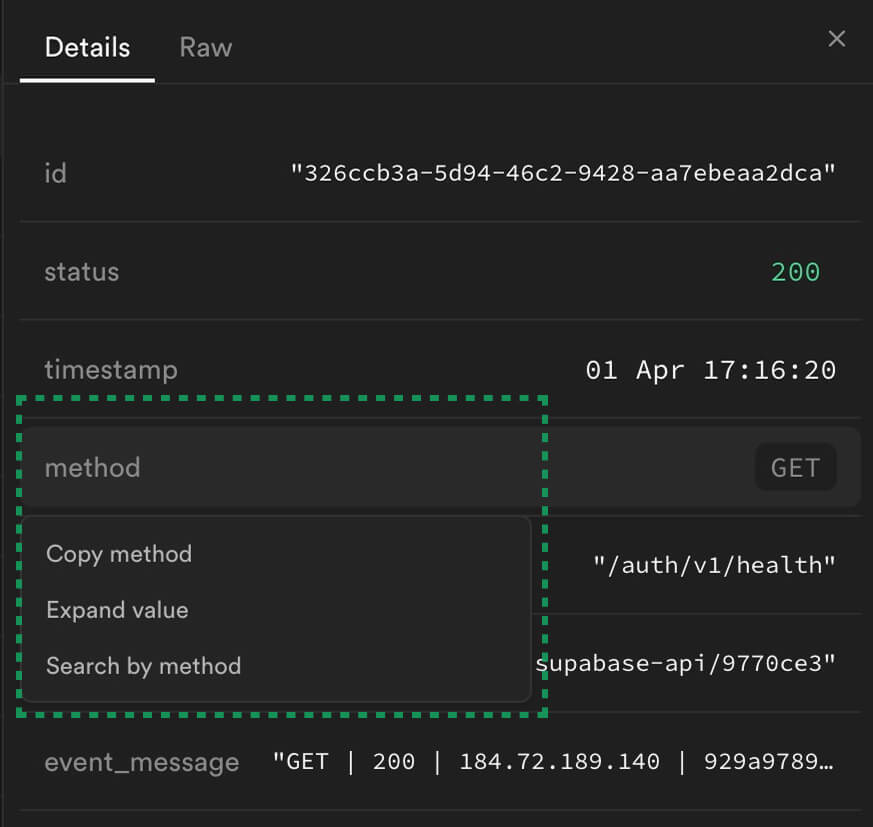 Details Raw
id "326ccb3a-5d94-46c2-9428-aa7ebeaa2dca"
status 200
timestamp 01 Apr 17:16:20
method GET
Copy method
"/auth/v1/health"
Expand value
Search by method supabase-api/9770ce3"
event_message "GET | 200 | 184.72.189.140 | 929a9789…